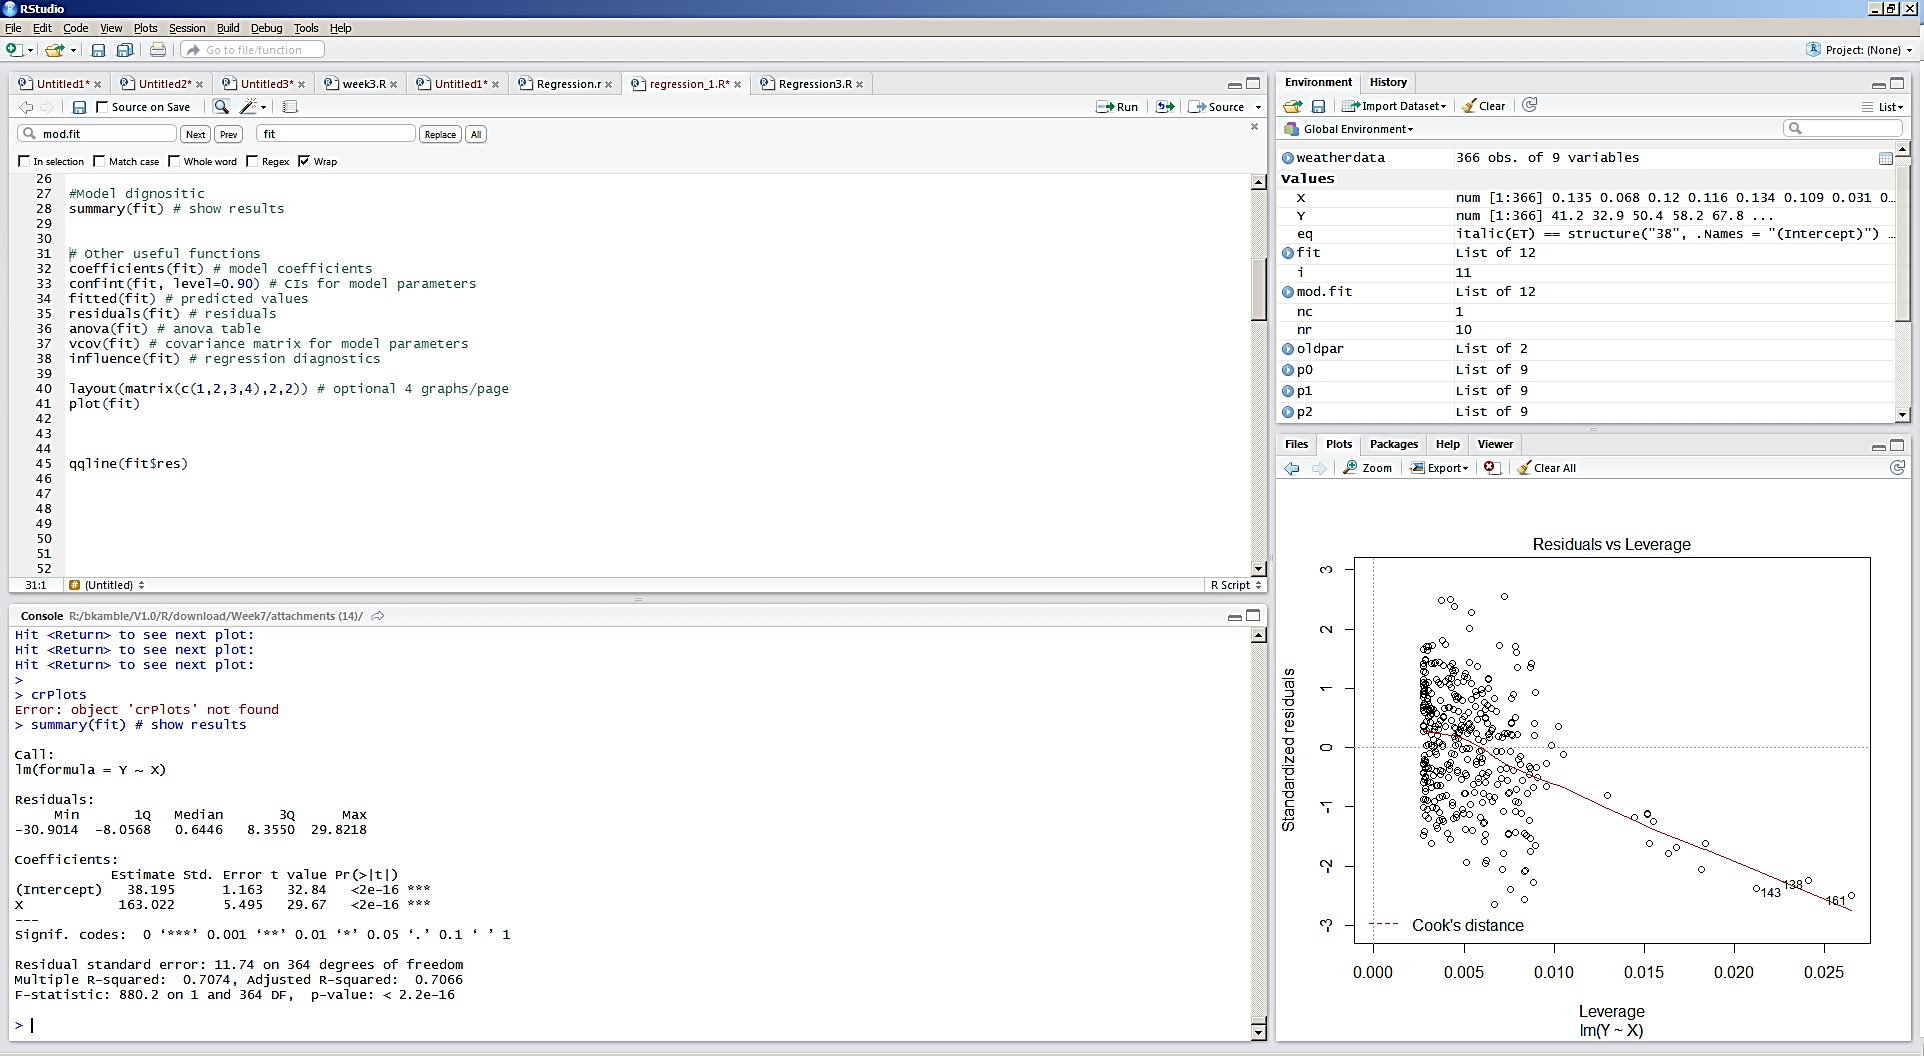 RStudio
File Edit Code View Plots Session Build Debug Tools Help
Go to file/function
Project: (None)
Untitled1* Untitled2* Untitled3* week3.R Untitled1* Regression.r regression_1.R* Regression3.R
Source on Save Run Source
mod.fit Next Prev fit Replace All
In selection Match case Whole word Regex Wrap
26
27 #Model dignositic
28 summary(fit) # show results
29
30
31 # Other useful functions
32 coefficients(fit) # model coefficients
33 confint(fit, level=0.90) # CIs for model parameters
34 fitted(fit) # predicted values
35 residuals(fit) # residuals
36 anova(fit) # anova table
37 vcov(fit) # covariance matrix for model parameters
38 influence(fit) # regression diagnostics
39
40 layout(matrix(c(1,2,3,4),2,2)) # optional 4 graphs/page
41 plot(fit)
42
43
44
45 qqline(fit$res)
46
47
48
49
50
51
52
31:1 (Untitled) R Script
Console R:/bkamble/V1.0/R/download/Week7/attachments (14)/
Hit <Return> to see next plot:
Hit <Return> to see next plot:
Hit <Return> to see next plot:
>
> crPlots
Error: object 'crPlots' not found
> summary(fit) # show results
Call:
lm(formula = Y ~ X)
Residuals:
Min 1Q Median 3Q Max
-30.9014 -8.0568 0.6446 8.3550 29.8218
Coefficients:
Estimate Std. Error t value Pr(>|t|)
(Intercept) 38.195 1.163 32.84 <2e-16 ***
X 163.022 5.495 29.67 <2e-16 ***
---
Signif. codes: 0 ‘***’ 0.001 ‘**’ 0.01 ‘*’ 0.05 ‘.’ 0.1 ‘ ’ 1
Residual standard error: 11.74 on 364 degrees of freedom
Multiple R-squared: 0.7074, Adjusted R-squared: 0.7066
F-statistic: 880.2 on 1 and 364 DF, p-value: < 2.2e-16
>
Environment History
Import Dataset Clear List
Global Environment
weatherdata 366 obs. of 9 variables
Values
X num [1:366] 0.135 0.068 0.12 0.116 0.134 0.109 0.031 0…
Y num [1:366] 41.2 32.9 50.4 58.2 67.8 ...
eq italic(ET) == structure("38", .Names = "(Intercept)") …
fit List of 12
i 11
mod.fit List of 12
nc 1
nr 10
oldpar List of 2
p0 List of 9
p1 List of 9
p2 List of 9
Files Plots Packages Help Viewer
Zoom Export Clear All
Residuals vs Leverage
Standardized residuals
3
2
1
0
-1
-2
-3
143 138 161
Cook's distance
0.000 0.005 0.010 0.015 0.020 0.025
Leverage
lm(Y ~ X)